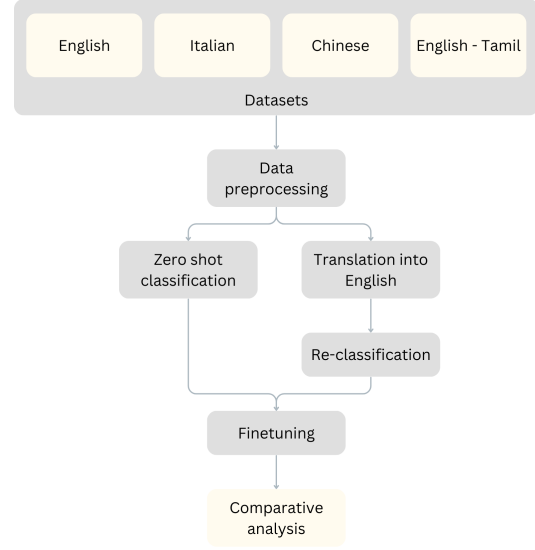 English
Italian
Chinese
English - Tamil
Datasets
Data
preprocessing
Zero shot
classification
Translation into
English
Re-classification
Finetuning
Comparative
analysis